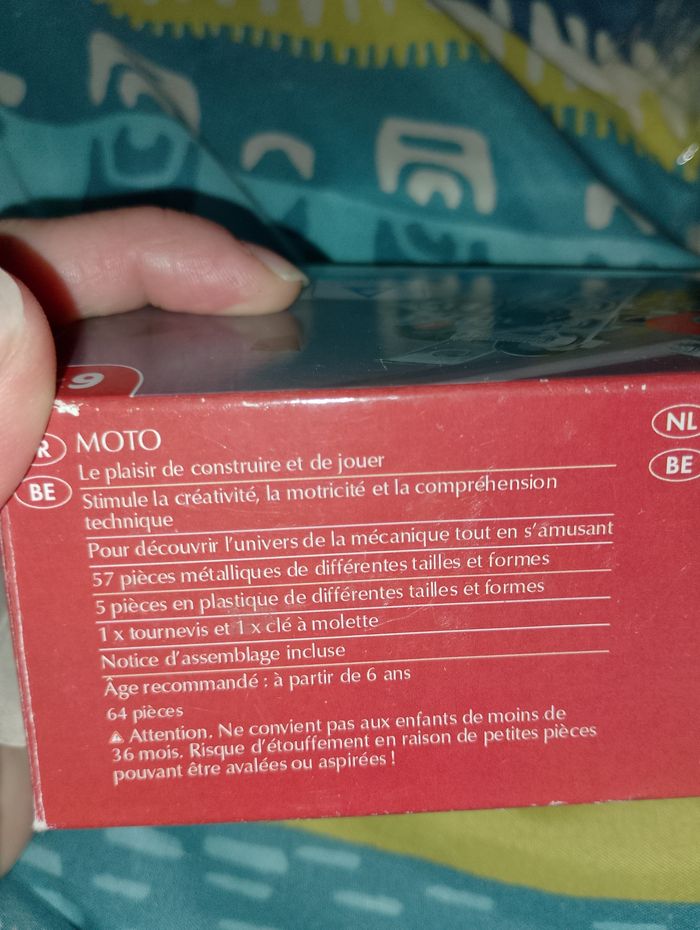 9
R
BE
MOTO
Le plaisir de construire et de jouer
Stimule la créativité, la motricité et la compréhension
technique
Pour découvrir l'univers de la mécanique tout en s'amusant
57 pièces métalliques de différentes tailles et formes
5 pièces en plastique de différentes tailles et formes
1 x tournevis et 1 x clé à molette
Notice d'assemblage incluse
Âge recommandé : à partir de 6 ans
64 pièces
Attention. Ne convient pas aux enfants de moins de
36 mois. Risque d'étouffement en raison de petites pièces
pouvant être avalées ou aspirées !
NL
BE